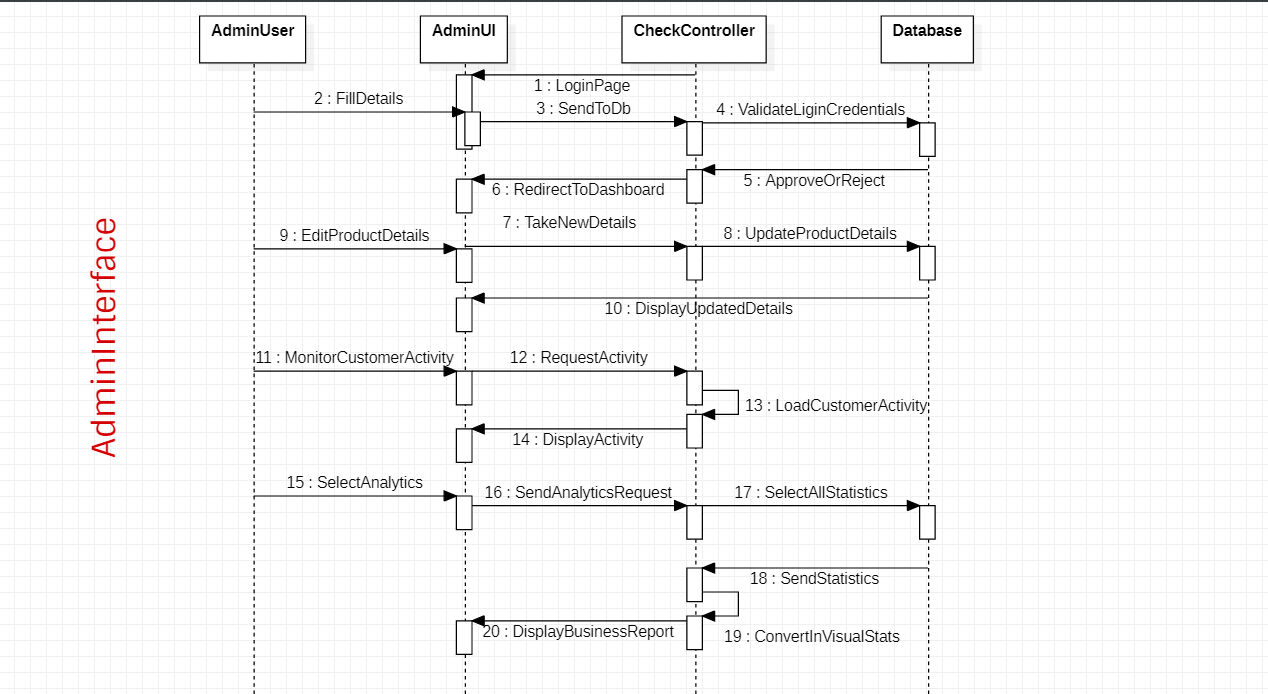 AdminUser
AdminUI
CheckController
Database
1 : LoginPage
2 : FillDetails
3 : SendToDb
4 : ValidateLiginCredentials
5 : ApproveOrReject
6 : RedirectToDashboard
7 : TakeNewDetails
9 : EditProductDetails
8 : UpdateProductDetails
10 : DisplayUpdatedDetails
AdminInterface
11 : MonitorCustomerActivity
12 : RequestActivity
13 : LoadCustomerActivity
14 : DisplayActivity
15 : SelectAnalytics
16 : SendAnalyticsRequest
17 : SelectAllStatistics
18 : SendStatistics
20 : DisplayBusinessReport
19 : ConvertInVisualStats